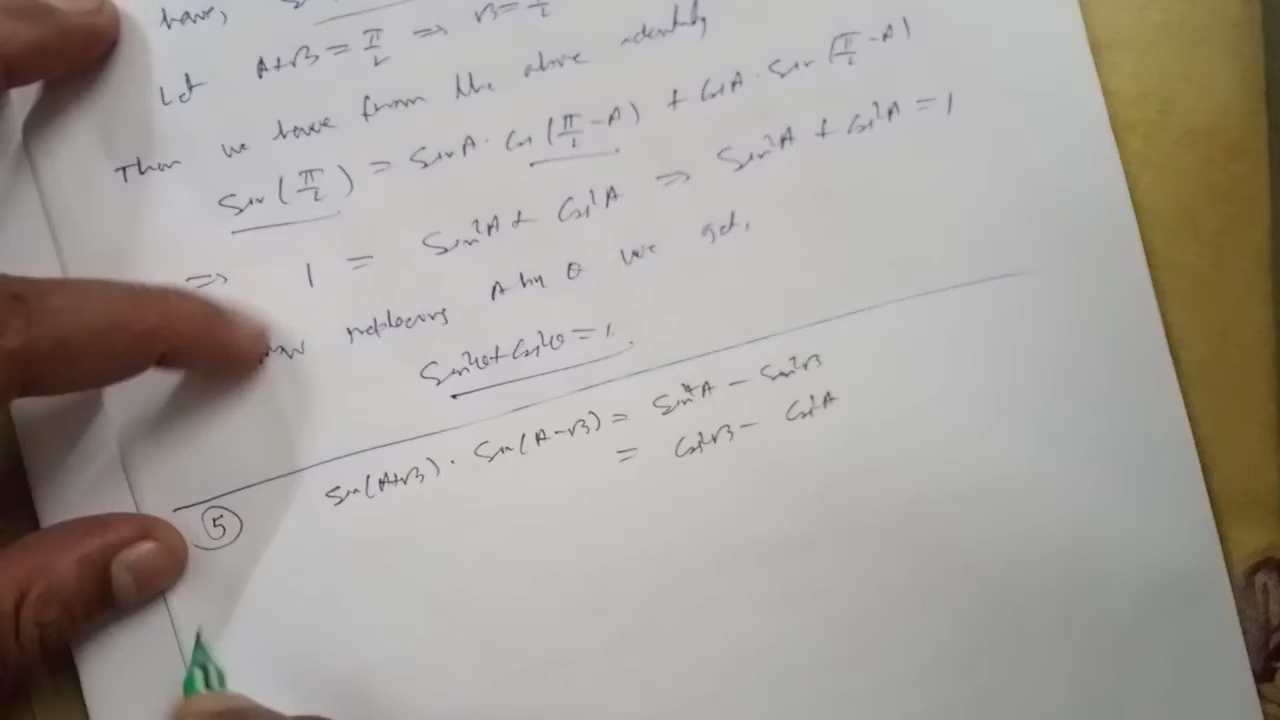 have,
Let A+B = π/2 ⇒ B =
Then we have from the above identity
Sin(π/2) = SinA · Cos(π/2 - A) + CosA · Sin(π/2 - A)
⇒ 1 = Sin²A + Cos²A ⇒ Sin²A + Cos²A = 1
replacing A by θ we get,
Sin²θ + Cos²θ = 1
⑤ Sin(A+B) · Sin(A-B) = Sin²A - Sin²B
= Cos²B - Cos²A